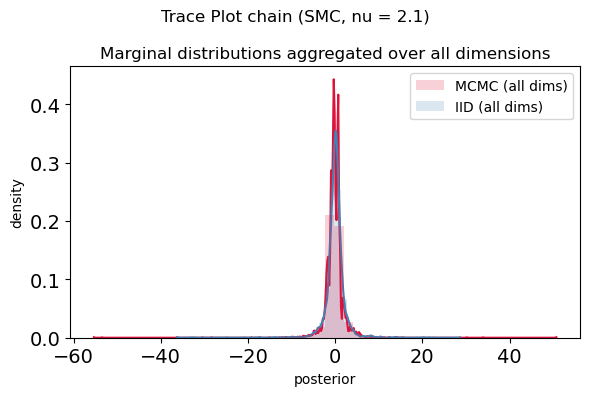 Trace Plot chain (SMC, nu = 2.1)
Marginal distributions aggregated over all dimensions
MCMC (all dims)
IID (all dims)
0.4
0.3
0.2
0.1
0.0
density
−60 −40 −20 0 20 40
posterior